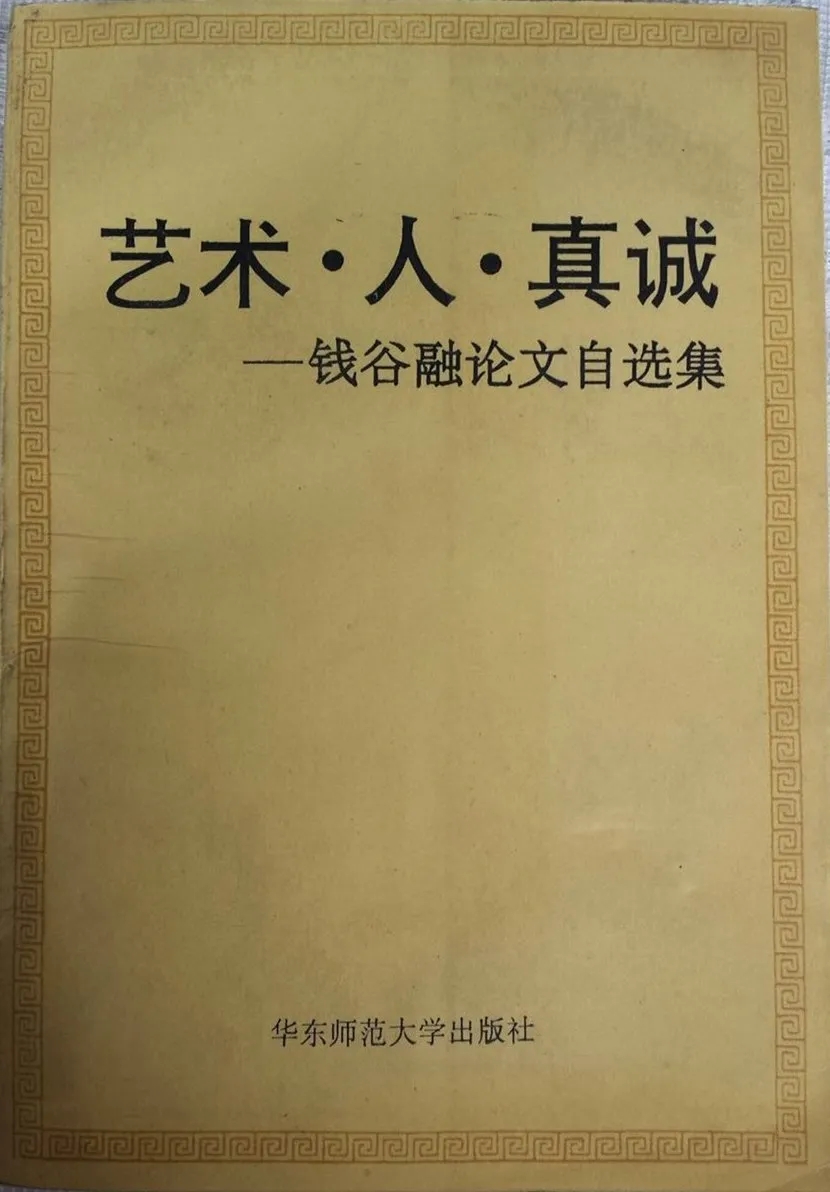 艺术·人·真诚
—钱谷融论文自选集
华东师范大学出版社